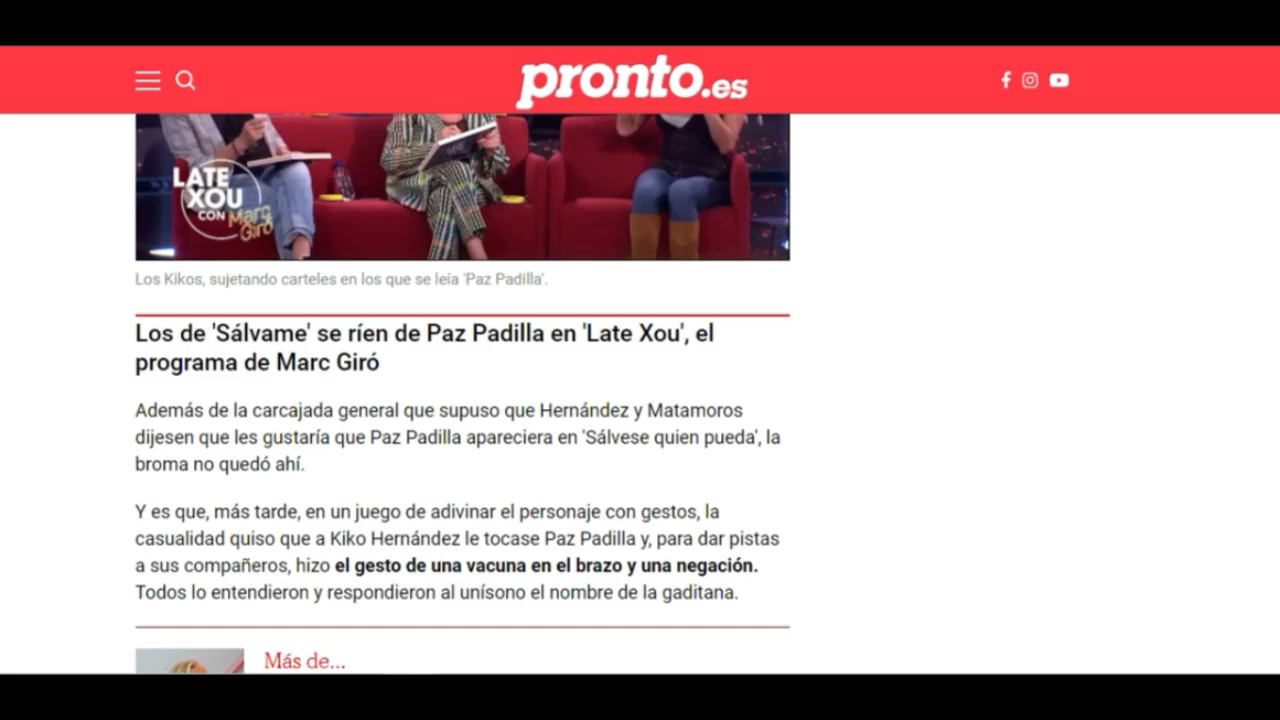 pronto.es
LATE
XOU
CON Marc
Giró
Los Kikos, sujetando carteles en los que se leía 'Paz Padilla'.
Los de 'Sálvame' se ríen de Paz Padilla en 'Late Xou', el
programa de Marc Giró
Además de la carcajada general que supuso que Hernández y Matamoros
dijesen que les gustaría que Paz Padilla apareciera en 'Sálvese quien pueda', la
broma no quedó ahí.
Y es que, más tarde, en un juego de adivinar el personaje con gestos, la
casualidad quiso que a Kiko Hernández le tocase Paz Padilla y, para dar pistas
a sus compañeros, hizo el gesto de una vacuna en el brazo y una negación.
Todos lo entendieron y respondieron al unísono el nombre de la gaditana.
Más de...